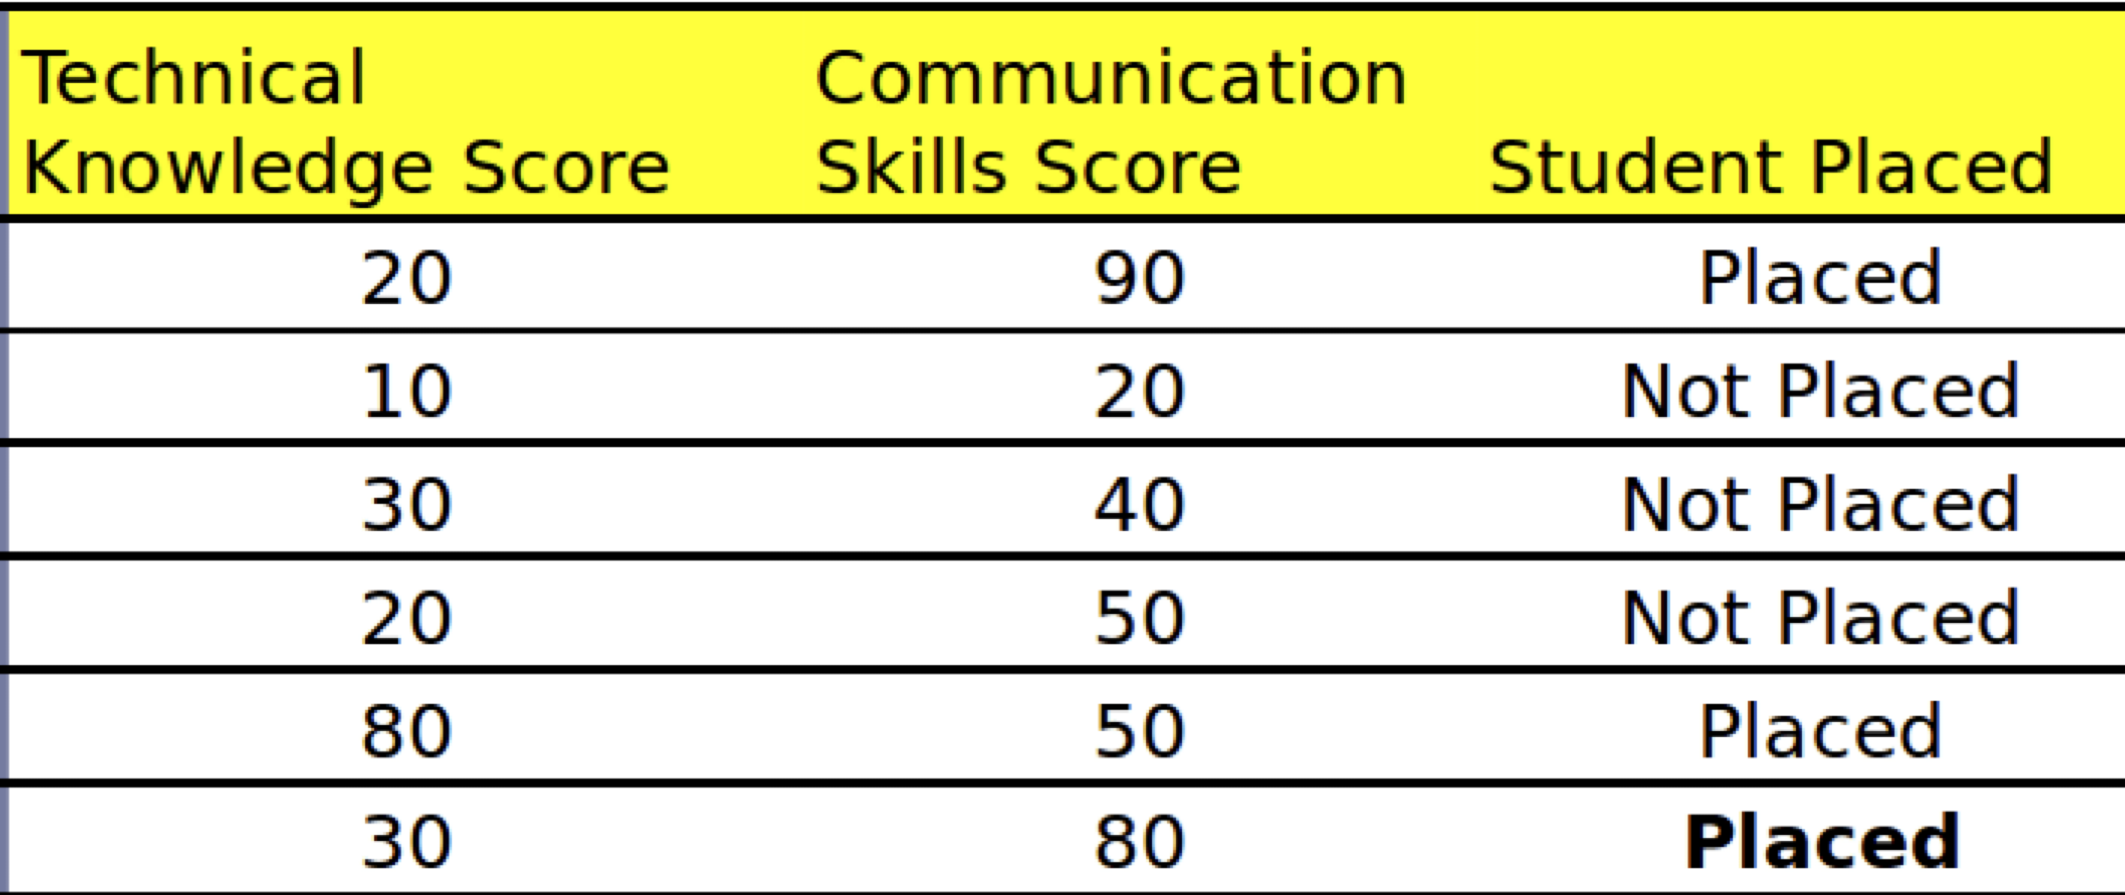 Technical Knowledge Score Communication Skills Score Student Placed
20 90 Placed
10 20 Not Placed
30 40 Not Placed
20 50 Not Placed
80 50 Placed
30 80 Placed